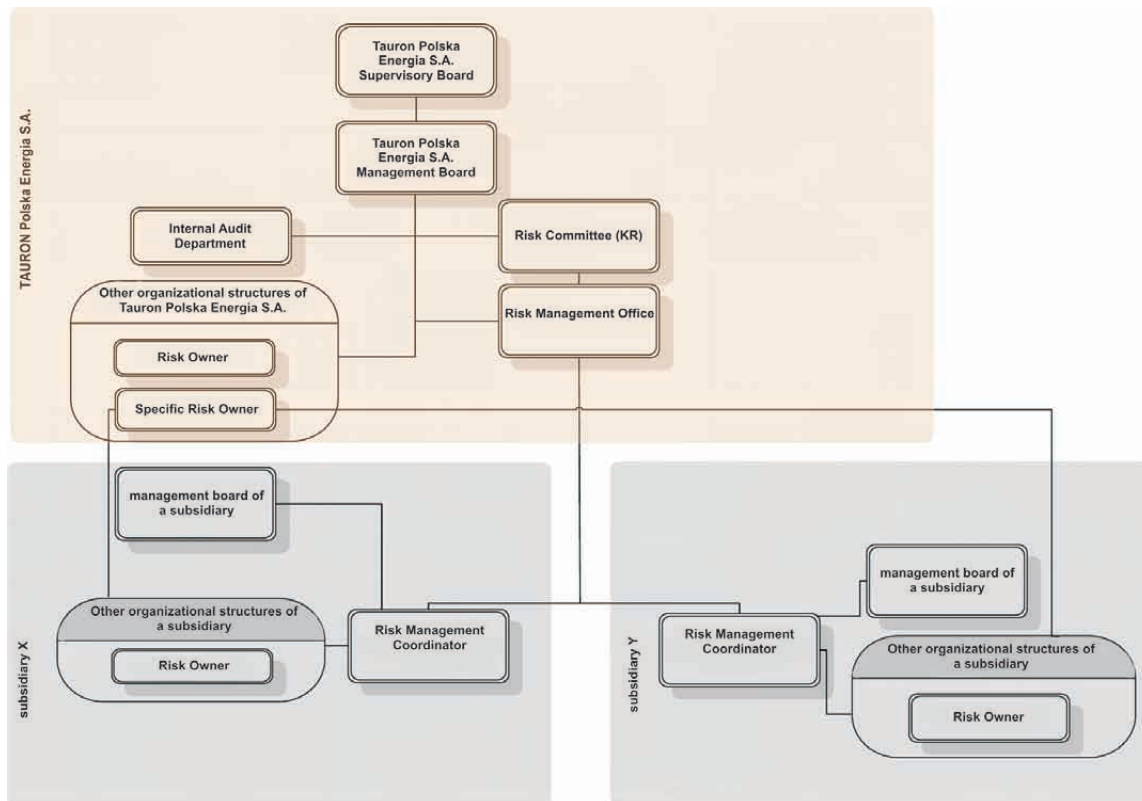 TAURON Polska Energia S.A.
Tauron Polska
Energia S.A.
Supervisory Board
Tauron Polska
Energia S.A.
Management Board
Internal Audit
Department
Risk Committee (KR)
Other organizational structures of
Tauron Polska Energia S.A.
Risk Management Office
Risk Owner
Specific Risk Owner
subsidiary X
management board of
a subsidiary
Other organizational structures of
a subsidiary
Risk Owner
Risk Management
Coordinator
subsidiary Y
management board of
a subsidiary
Risk Management
Coordinator
Other organizational structures of
a subsidiary
Risk Owner